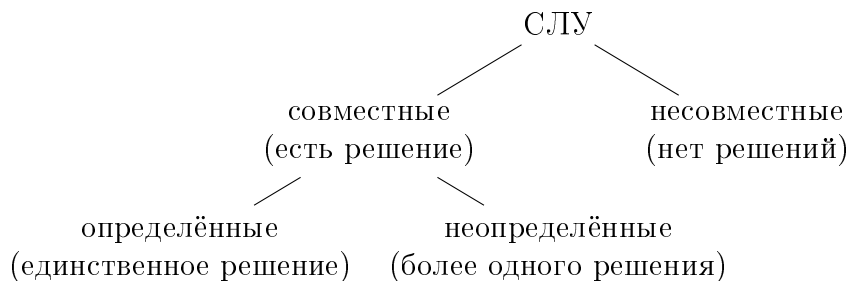 СЛУ
совместные
(есть решение)
несовместные
(нет решений)
определённые
(единственное решение)
неопределённые
(более одного решения)